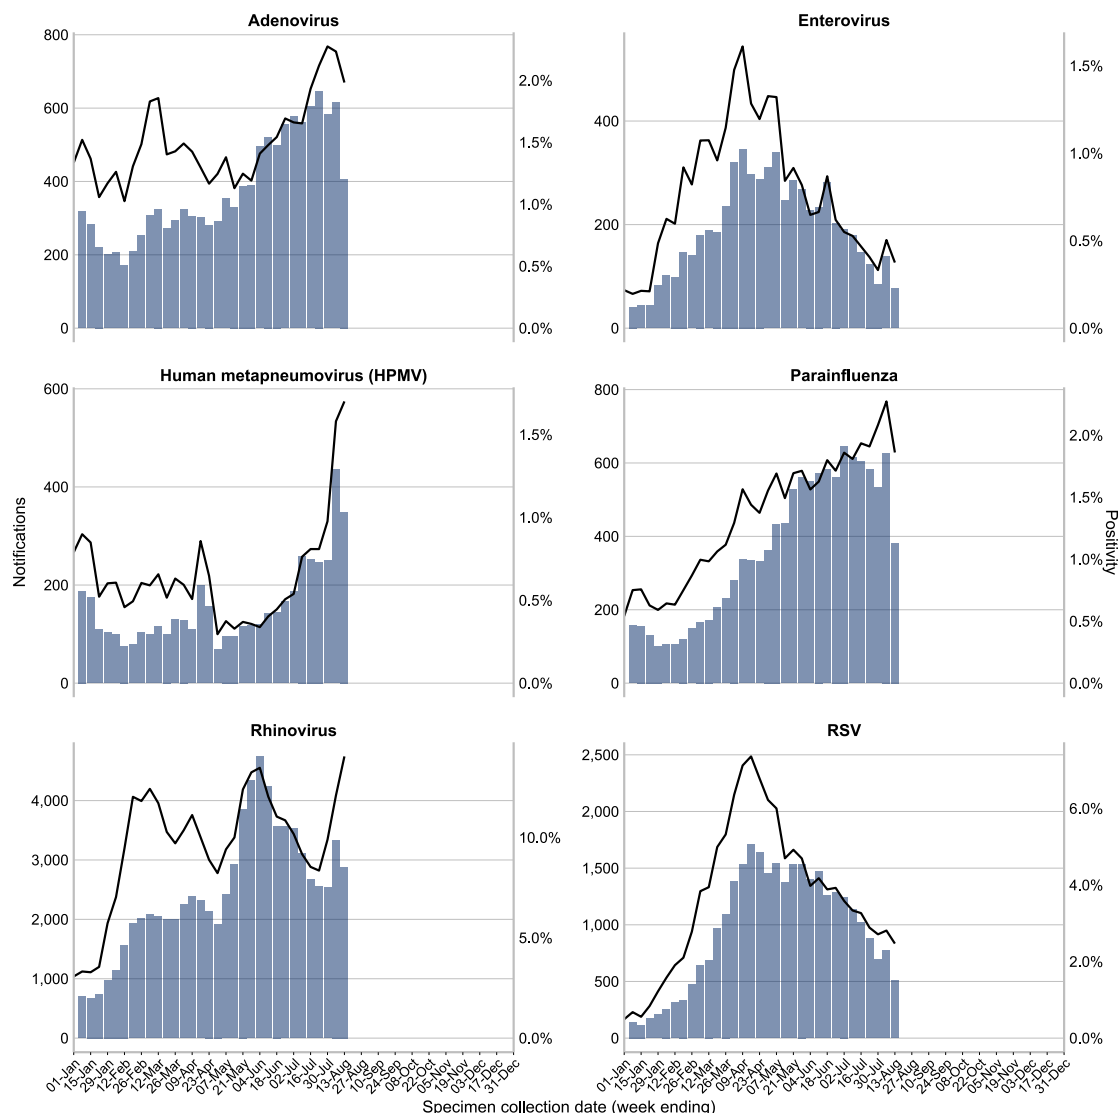 Adenovirus
Enterovirus
800
600
400
200
0
2.0%
1.5%
1.0%
0.5%
0.0%
400
200
0
1.5%
1.0%
0.5%
0.0%
Human metapneumovirus (HPMV)
Parainfluenza
Notifications
600
400
200
0
1.5%
1.0%
0.5%
0.0%
800
600
400
200
0
2.0%
1.5%
1.0%
0.5%
0.0%
Positivity
Rhinovirus
RSV
4,000
3,000
2,000
1,000
0
10.0%
5.0%
0.0%
2,500
2,000
1,500
1,000
500
0
6.0%
4.0%
2.0%
0.0%
01-Jan
15-Jan
29-Jan
12-Feb
26-Feb
12-Mar
26-Mar
09-Apr
23-Apr
07-May
21-May
04-Jun
18-Jun
02-Jul
16-Jul
30-Jul
13-Aug
27-Aug
10-Sep
24-Sep
08-Oct
22-Oct
05-Nov
19-Nov
03-Dec
17-Dec
31-Dec
01-Jan
15-Jan
29-Jan
12-Feb
26-Feb
12-Mar
26-Mar
09-Apr
23-Apr
07-May
21-May
04-Jun
18-Jun
02-Jul
16-Jul
30-Jul
13-Aug
27-Aug
10-Sep
24-Sep
08-Oct
22-Oct
05-Nov
19-Nov
03-Dec
17-Dec
31-Dec
Specimen collection date (week ending)